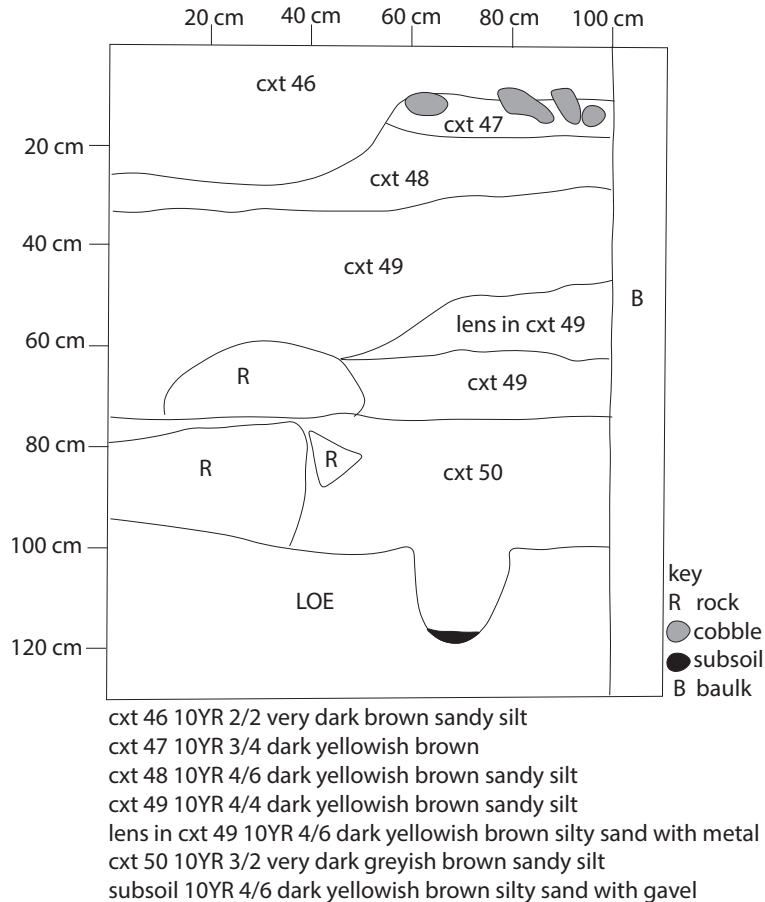 20 cm 40 cm 60 cm 80 cm 100 cm
cxt 46
cxt 47
20 cm
cxt 48
40 cm
cxt 49
B
lens in cxt 49
60 cm
R
cxt 49
80 cm
R
R
cxt 50
100 cm
LOE
120 cm
key
R rock
cobble
subsoil
B baulk
cxt 46 10YR 2/2 very dark brown sandy silt
cxt 47 10YR 3/4 dark yellowish brown
cxt 48 10YR 4/6 dark yellowish brown sandy silt
cxt 49 10YR 4/4 dark yellowish brown sandy silt
lens in cxt 49 10YR 4/6 dark yellowish brown silty sand with metal
cxt 50 10YR 3/2 very dark greyish brown sandy silt
subsoil 10YR 4/6 dark yellowish brown silty sand with gavel